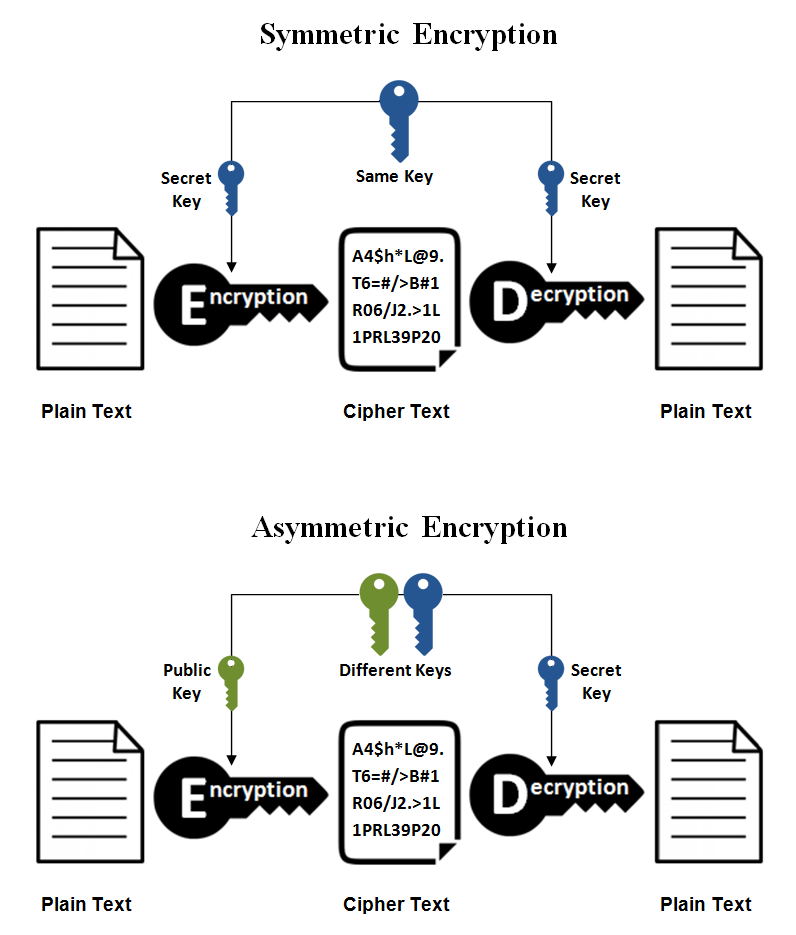 Symmetric Encryption
Same Key
Secret
Key
Secret
Key
Encryption
A4$h*L@9.
T6=#/>B#1
R06/J2.>1L
1PRL39P20
Decryption
Plain Text
Cipher Text
Plain Text
Asymmetric Encryption
Different Keys
Public
Key
Secret
Key
Encryption
A4$h*L@9.
T6=#/>B#1
R06/J2.>1L
1PRL39P20
Decryption
Plain Text
Cipher Text
Plain Text